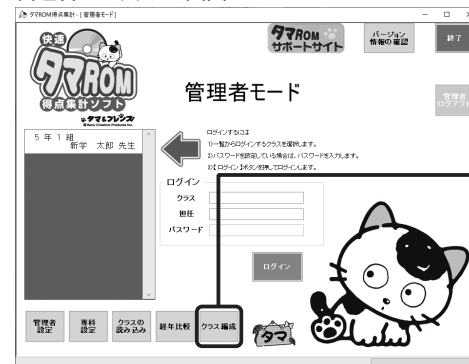 タマROM得点集計 - [ 管理者モード ]
快速
タマROM
得点集計ソフト
タマ&フレンズ
タマROM
サポートサイト
バージョン
情報の確認
終了
管理者モード
管理者
ログアウト
5 年 1 組
新学 太郎 先生
ログインするには
1)一覧からログインするクラスを選択します。
2)パスワードを設定している場合は、パスワードを入力します。
3)【 ログイン 】ボタンを押してログインします。
ログイン
クラス
担任
パスワード
ログイン
管理者
設定
専科
設定
クラスの
読み込み
経年比較
クラス編成
タマ